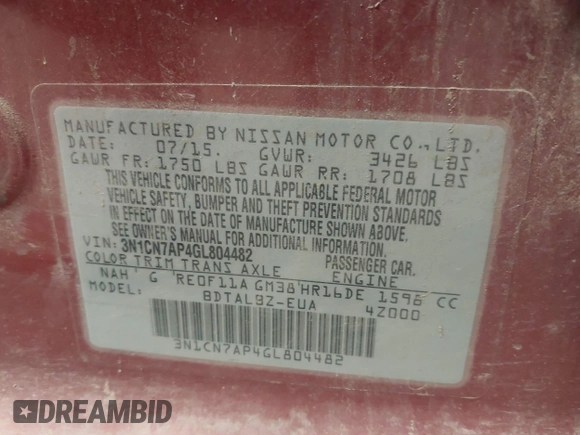 MANUFACTURED BY NISSAN MOTOR CO., LTD.
DATE: 07/15. GVWR: 3426 LBS
GAWR FR: 1750 LBS GAWR RR: 1708 LBS
THIS VEHICLE CONFORMS TO ALL APPLICABLE FEDERAL MOTOR
VEHICLE SAFETY, BUMPER AND THEFT PREVENTION STANDARDS
IN EFFECT ON THE DATE OF MANUFACTURE SHOWN ABOVE.
SEE OWNER'S MANUAL FOR ADDITIONAL INFORMATION.
VIN: 3N1CN7AP4GL804482 PASSENGER CAR.
COLOR TRIM TRANS AXLE ENGINE
NAH G RE0F11A GM38 HR16DE 1598 CC
MODEL: BDTALBZ-EUA 4Z000
3N1CN7AP4GL804482
DREAMBID